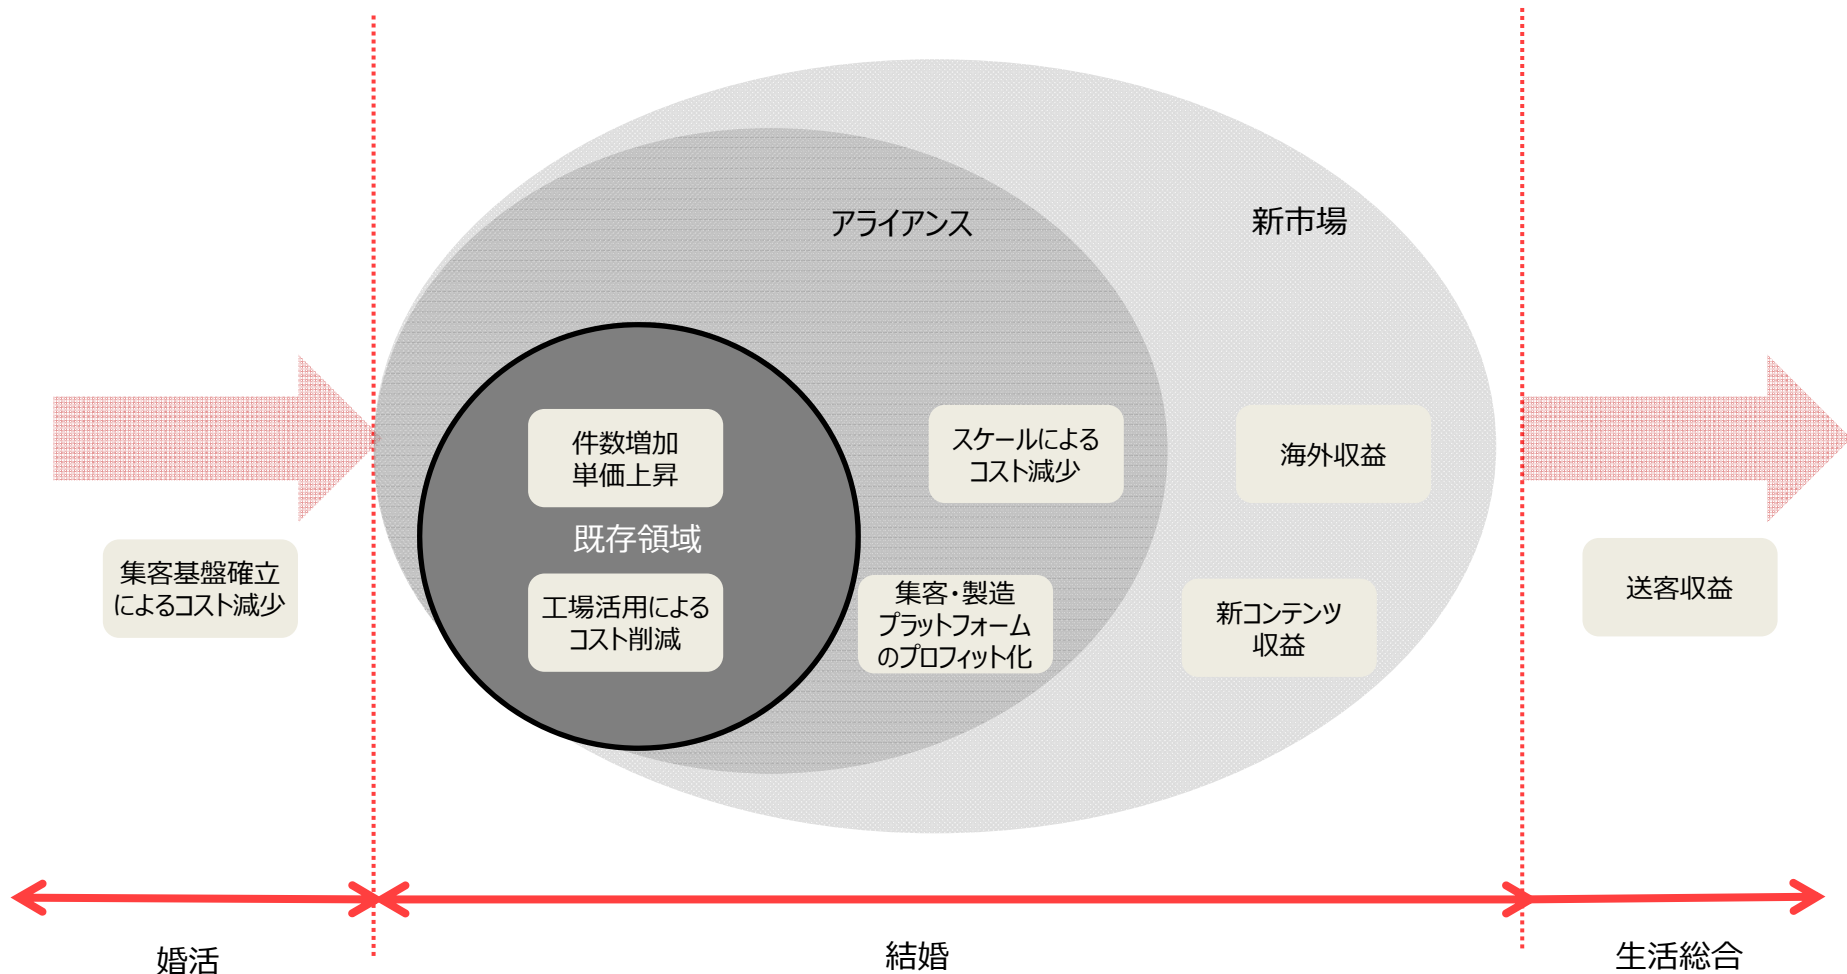 アライアンス
新市場
件数増加
単価上昇
既存領域
工場活用による
コスト削減
スケールによる
コスト減少
集客・製造
プラットフォーム
のプロフィット化
海外収益
新コンテンツ
収益
集客基盤確立
によるコスト減少
送客収益
婚活
結婚
生活総合